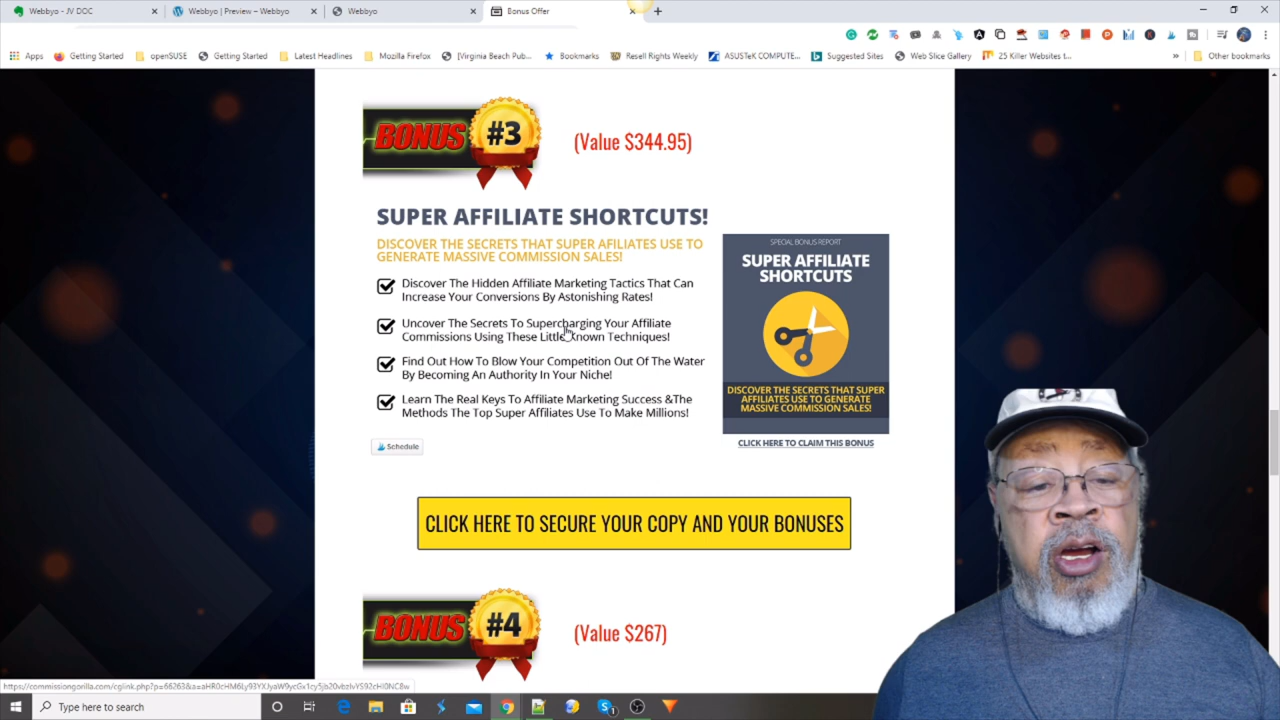 Webbyo - JV DOC
Webbyo | Preview – Webbyo
Webbyo
Bonus Offer
Apps
Getting Started
openSUSE
Getting Started
Latest Headlines
Mozilla Firefox
[Virginia Beach Pub...
Bookmarks
Resell Rights Weekly
ASUSTeK COMPUTE...
Suggested Sites
Web Slice Gallery
25 Killer Websites t...
Other bookmarks
BONUS #3
(Value $344.95)
SUPER AFFILIATE SHORTCUTS!
DISCOVER THE SECRETS THAT SUPER AFILIATES USE TO
GENERATE MASSIVE COMMISSION SALES!
Discover The Hidden Affiliate Marketing Tactics That Can
Increase Your Conversions By Astonishing Rates!
Uncover The Secrets To Supercharging Your Affiliate
Commissions Using These Little Known Techniques!
Find Out How To Blow Your Competition Out Of The Water
By Becoming An Authority In Your Niche!
Learn The Real Keys To Affiliate Marketing Success &The
Methods The Top Super Affiliates Use To Make Millions!
Schedule
SPECIAL BONUS REPORT
SUPER AFFILIATE
SHORTCUTS
DISCOVER THE SECRETS THAT SUPER
AFFILIATES USE TO GENERATE
MASSIVE COMMISSION SALES!
CLICK HERE TO CLAIM THIS BONUS
CLICK HERE TO SECURE YOUR COPY AND YOUR BONUSES
BONUS #4
(Value $267)
Type here to search